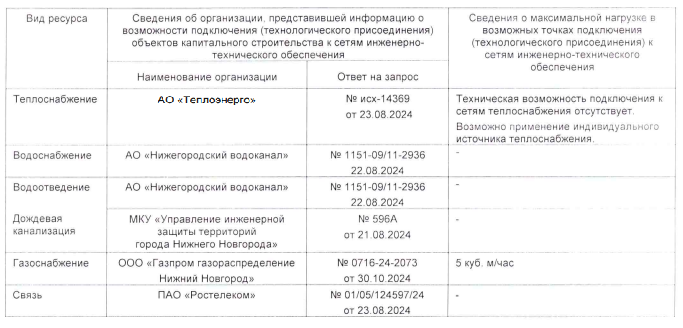 Вид ресурса
Сведения об организации, представившей информацию о
возможности подключения (технологического присоединения)
объектов капитального строительства к сетям инженерно-
технического обеспечения
Сведения о максимальной нагрузке в
возможных точках подключения
(технологического присоединения) к
сетям инженерно-технического
обеспечения
Наименование организации
Ответ на запрос
Теплоснабжение
АО «Теплоэнерго»
№ исх-14369
от 23.08.2024
Техническая возможность подключения к
сетям теплоснабжения отсутствует.
Возможно применение индивидуального
источника теплоснабжения.
Водоснабжение
АО «Нижегородский водоканал»
№ 1151-09/11-2936
22.08.2024
-
Водоотведение
АО «Нижегородский водоканал»
№ 1151-09/11-2936
22.08.2024
-
Дождевая
канализация
МКУ «Управление инженерной
защиты территорий
города Нижнего Новгорода»
№ 596А
от 21.08.2024
-
Газоснабжение
ООО «Газпром газораспределение
Нижний Новгород»
№ 0716-24-2073
от 30.10.2024
5 куб. м/час
Связь
ПАО «Ростелеком»
№ 01/05/124597/24
от 23.08.2024
-